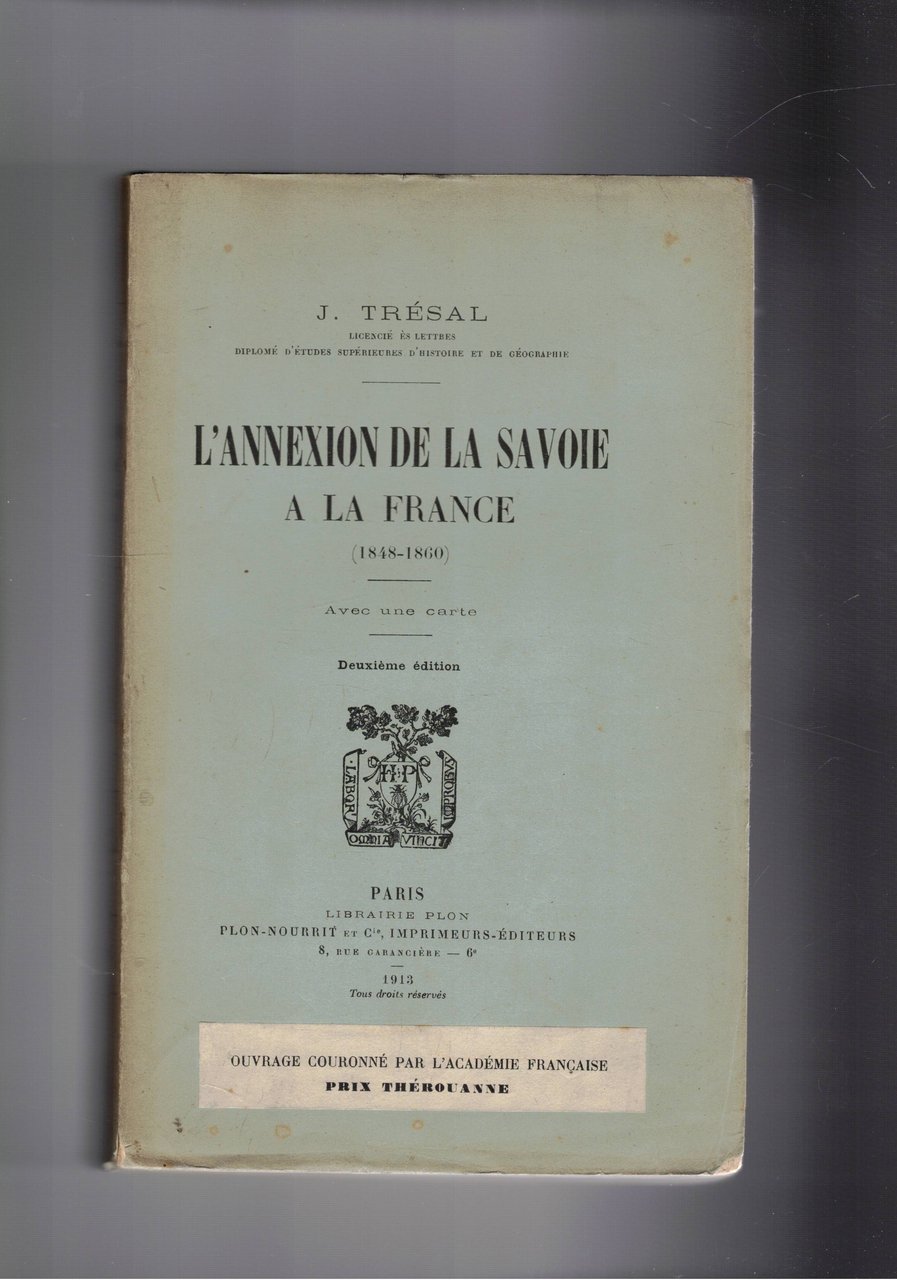 J. TRÉSAL
LICENCIÉ ÈS LETTRES
DIPLOMÉ D'ÉTUDES SUPÉRIEURES D'HISTOIRE ET DE GÉOGRAPHIE
L'ANNEXION DE LA SAVOIE
A LA FRANCE
(1848-1860)
Avec une carte
Deuxième édition
H P
LABOR
IMPROBUS
OMNIA VINCIT
PARIS
LIBRAIRIE PLON
PLON-NOURRIT ET Cie, IMPRIMEURS-ÉDITEURS
8, RUE GARANCIÈRE — 6e
1913
Tous droits réservés
OUVRAGE COURONNÉ PAR L'ACADÉMIE FRANÇAISE
PRIX THÉROUANNE